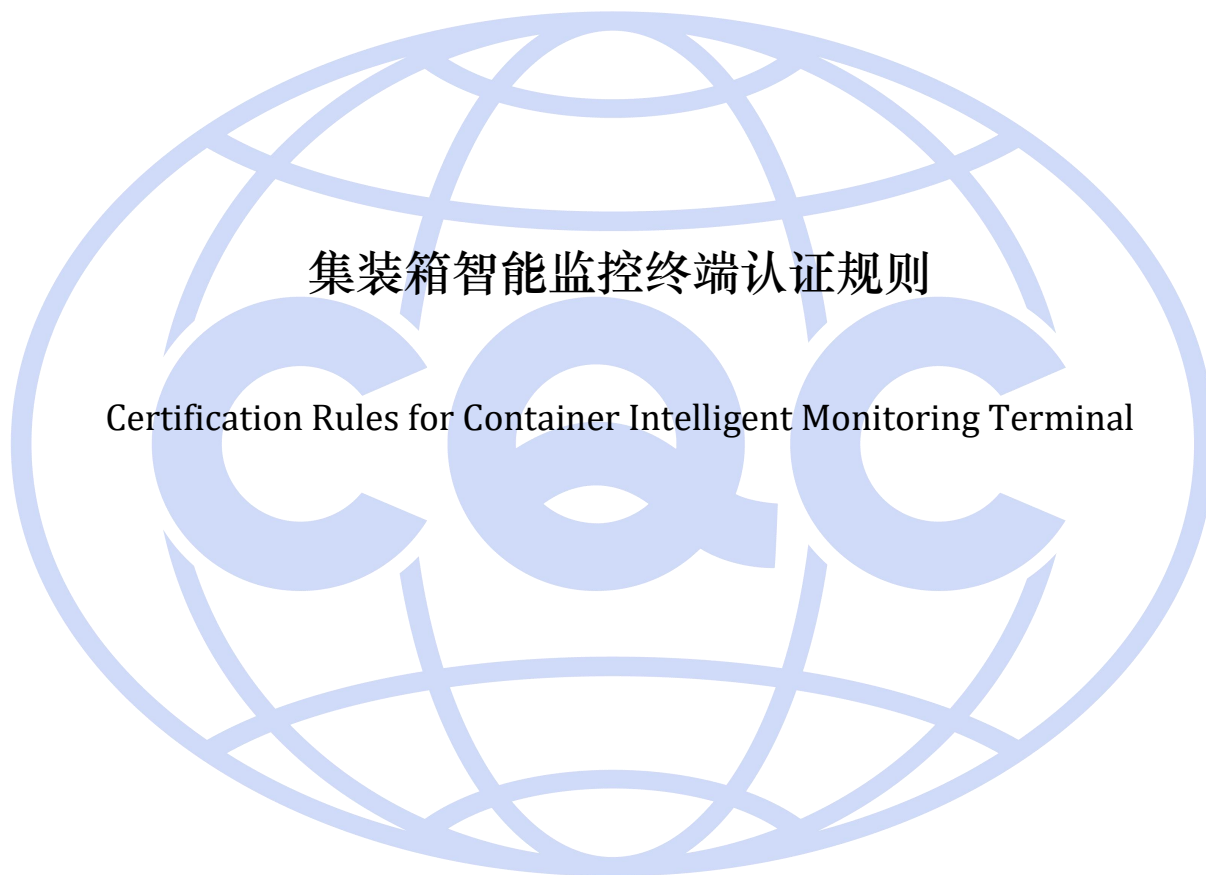 集装箱智能监控终端认证规则
Certification Rules for Container Intelligent Monitoring Terminal
CQC